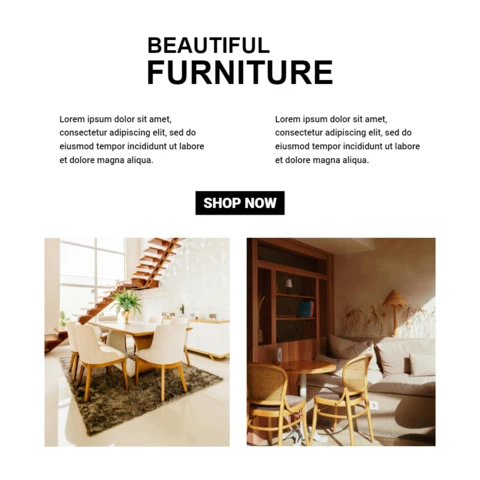 BEAUTIFUL
FURNITURE
Lorem ipsum dolor sit amet,
consectetur adipiscing elit, sed do
eiusmod tempor incididunt ut labore
et dolore magna aliqua.
Lorem ipsum dolor sit amet,
consectetur adipiscing elit, sed do
eiusmod tempor incididunt ut labore
et dolore magna aliqua.
SHOP NOW